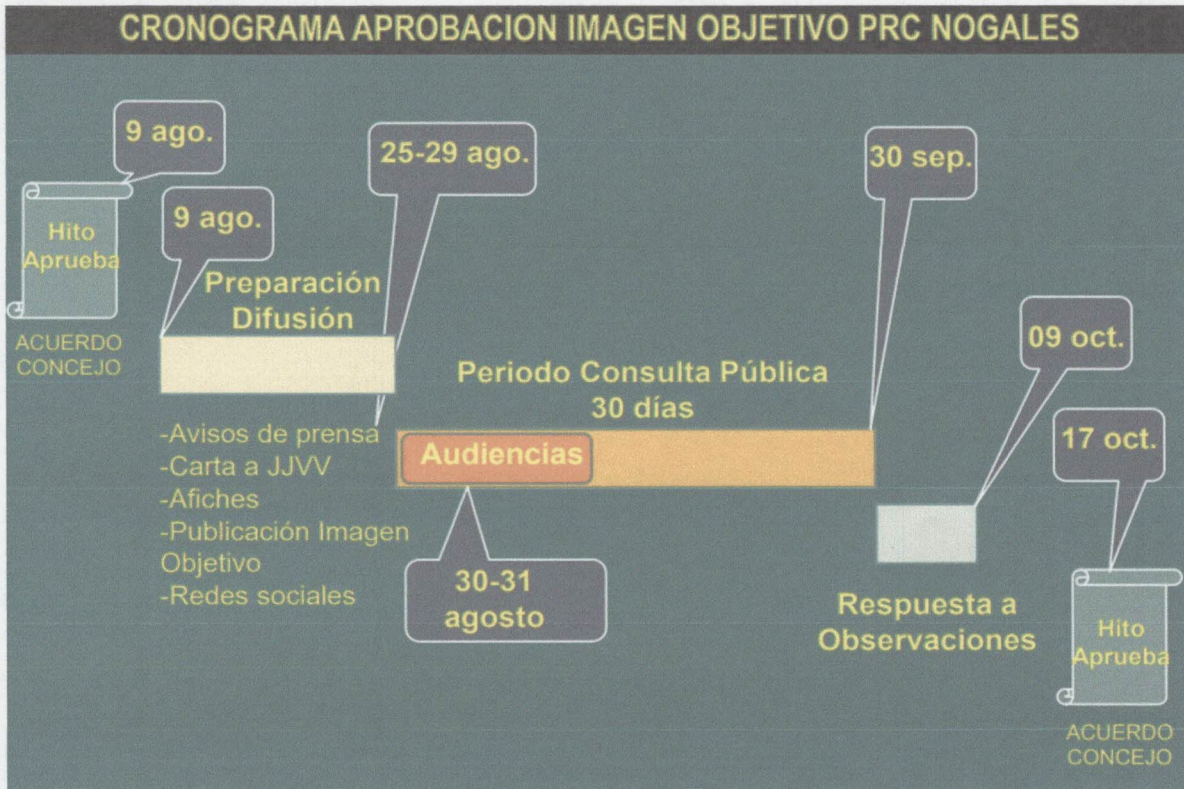 CRONOGRAMA APROBACION IMAGEN OBJETIVO PRC NOGALES
9 ago.
Hito
Aprueba
ACUERDO
CONCEJO
9 ago.
Preparación
Difusión
-Avisos de prensa
-Carta a JJVV
-Afiches
-Publicación Imagen
Objetivo
-Redes sociales
25-29 ago.
Periodo Consulta Pública
30 días
Audiencias
30-31
agosto
30 sep.
09 oct.
Respuesta a
Observaciones
17 oct.
Hito
Aprueba
ACUERDO
CONCEJO